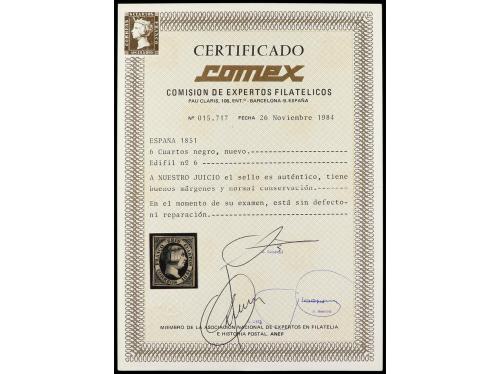 CERTIFICADO
comex
COMISION DE EXPERTOS FILATELICOS
PAU CLARIS, 106, ENT.º - BARCELONA-9.ESPAÑA
Nº 015.717 FECHA 26 Noviembre 1984
ESPAÑA 1851
6 Cuartos negro, nuevo.
Edifil nº 6
A NUESTRO JUICIO el sello es auténtico, tiene
buenos márgenes y normal conservación.
En el momento de su examen, está sin defecto
ni reparación.
MIEMBRO DE LA ASOCIACIÓN NACIONAL DE EXPERTOS EN FILATELIA
E HISTORIA POSTAL. ANEF